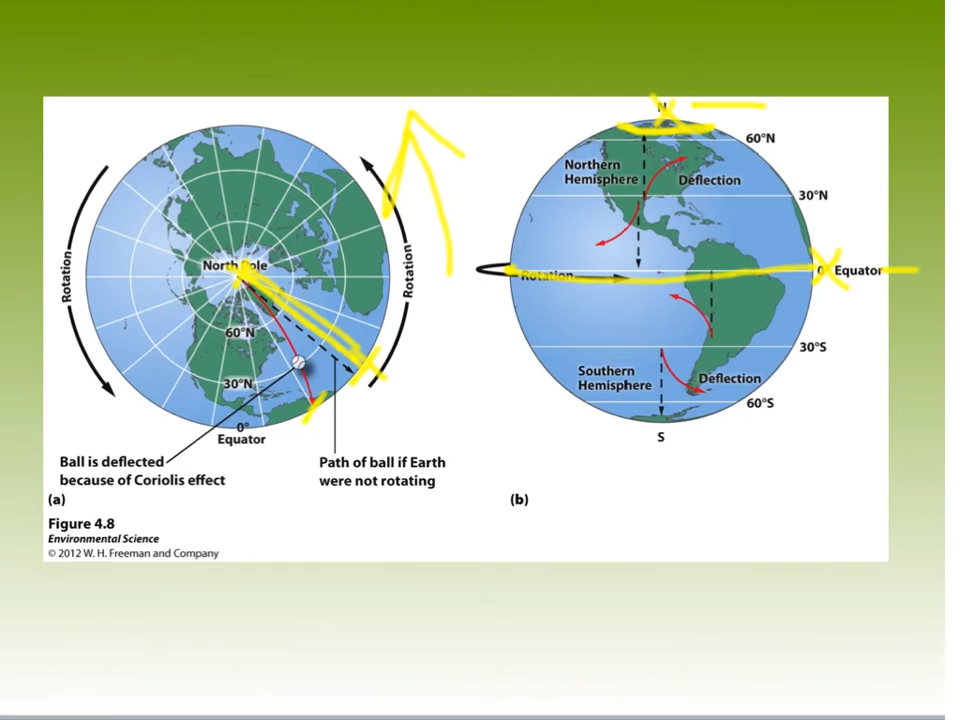 North Pole
Rotation
Rotation
60°N
30°N
0°
Equator
Ball is deflected
because of Coriolis effect
Path of ball if Earth
were not rotating
(a)
N
60°N
Northern
Hemisphere
Deflection
30°N
Rotation
0° Equator
30°S
Southern
Hemisphere
Deflection
60°S
S
(b)
Figure 4.8
Environmental Science
© 2012 W. H. Freeman and Company